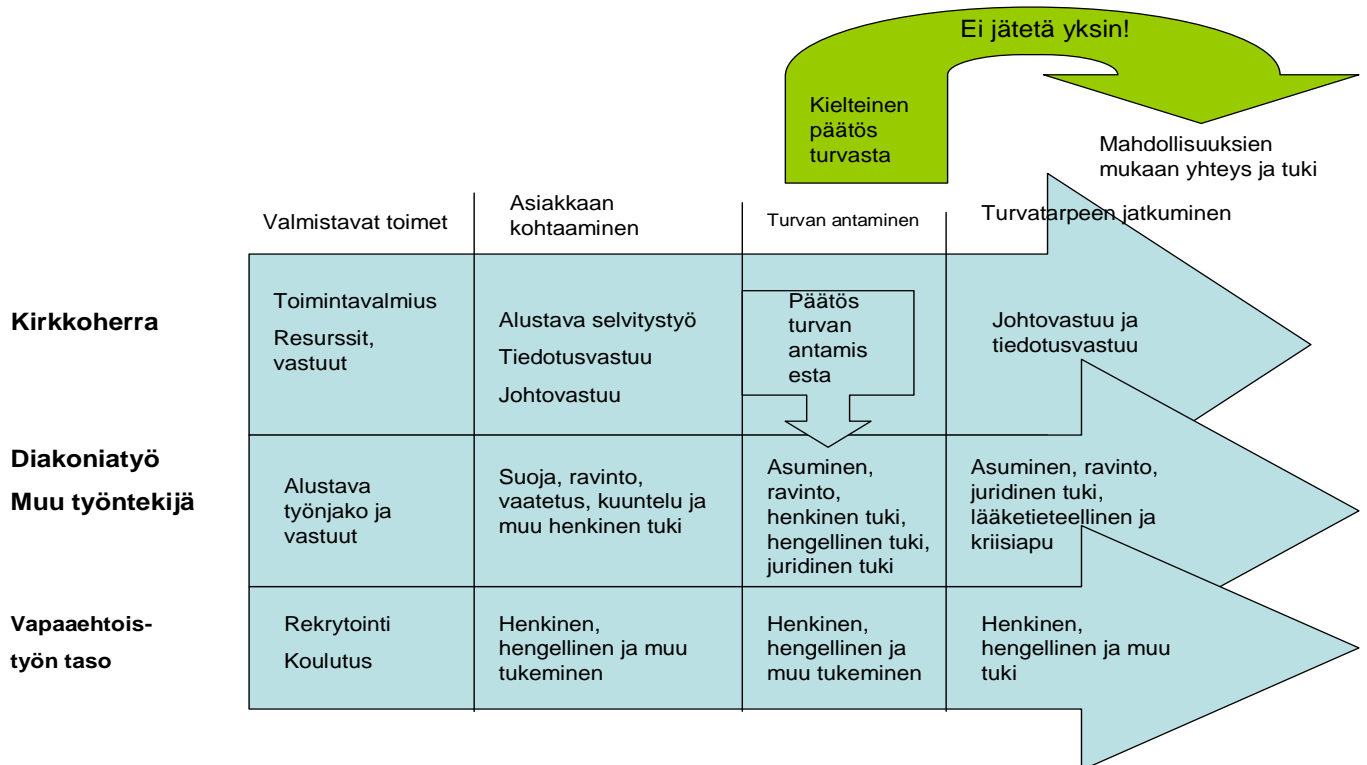 Ei jätetä yksin!
Kielteinen
päätös
turvasta
Mahdollisuuksien
mukaan yhteys ja tuki
Valmistavat toimet
Asiakkaan
kohtaaminen
Turvan antaminen
Turvatarpeen jatkuminen
Kirkkoherra
Toimintavalmius
Resurssit,
vastuut
Alustava selvitystyö
Tiedotusvastuu
Johtovastuu
Päätös
turvan
antamis
esta
Johtovastuu ja
tiedotusvastuu
Diakoniatyö
Muu työntekijä
Alustava
työnjako ja
vastuut
Suoja, ravinto,
vaatetus, kuuntelu ja
muu henkinen tuki
Asuminen,
ravinto,
henkinen tuki,
hengellinen tuki,
juridinen tuki
Asuminen, ravinto,
juridinen tuki,
lääketieteellinen ja
kriisiapu
Vapaaehtois-
työn taso
Rekrytointi
Koulutus
Henkinen,
hengellinen ja muu
tukeminen
Henkinen,
hengellinen ja
muu tukeminen
Henkinen,
hengellinen ja muu
tuki